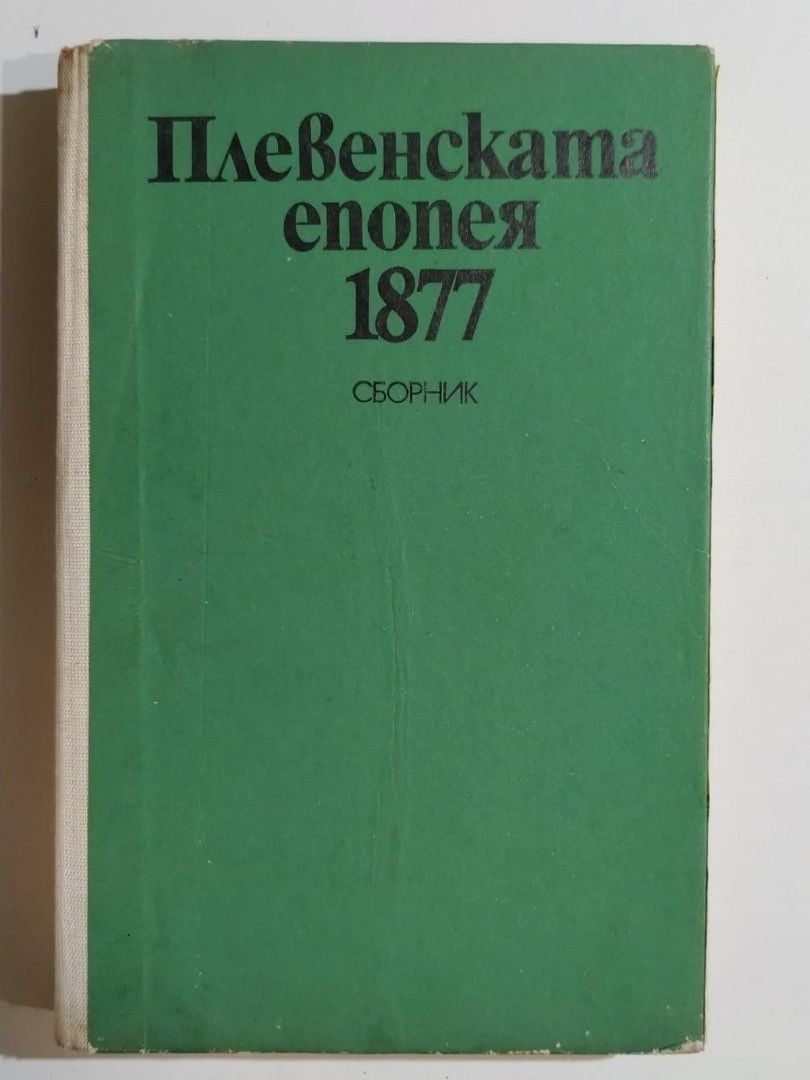 Плевенската
епопея
1877
СБОРНИК